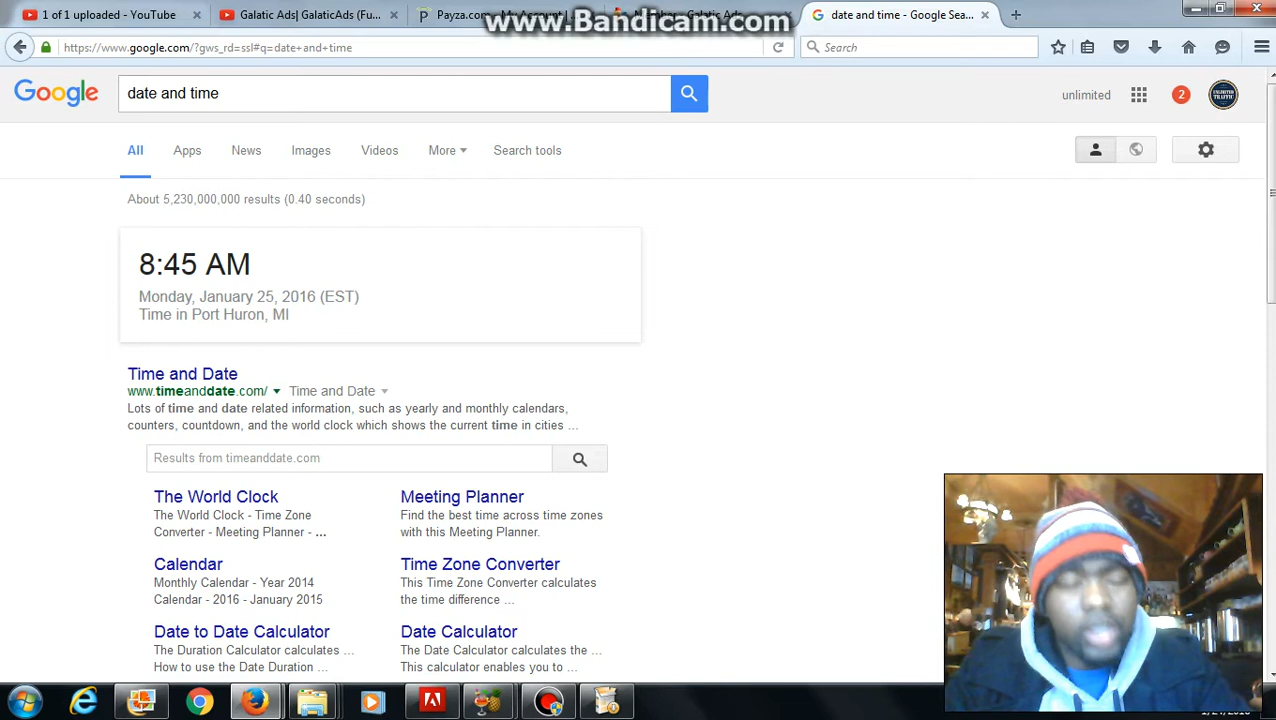 1 of 1 uploaded - YouTube
Galatic Ads| GalaticAds (Fu...
Payza.com
date and time - Google Sea...
www.Bandicam.com
https://www.google.com/?gws_rd=ssl#q=date+and+time
Search
Google
date and time
unlimited
2
UNLIMITED TRAFFIC
All
Apps
News
Images
Videos
More
Search tools
About 5,230,000,000 results (0.40 seconds)
8:45 AM
Monday, January 25, 2016 (EST)
Time in Port Huron, MI
Time and Date
www.timeanddate.com/ Time and Date
Lots of time and date related information, such as yearly and monthly calendars,
counters, countdown, and the world clock which shows the current time in cities ...
Results from timeanddate.com
The World Clock
The World Clock - Time Zone
Converter - Meeting Planner - ...
Meeting Planner
Find the best time across time zones
with this Meeting Planner.
Calendar
Monthly Calendar - Year 2014
Calendar - 2016 - January 2015
Time Zone Converter
This Time Zone Converter calculates
the time difference ...
Date to Date Calculator
The Duration Calculator calculates ...
How to use the Date Duration ...
Date Calculator
The Date Calculator calculates the ...
This calculator enables you to ...